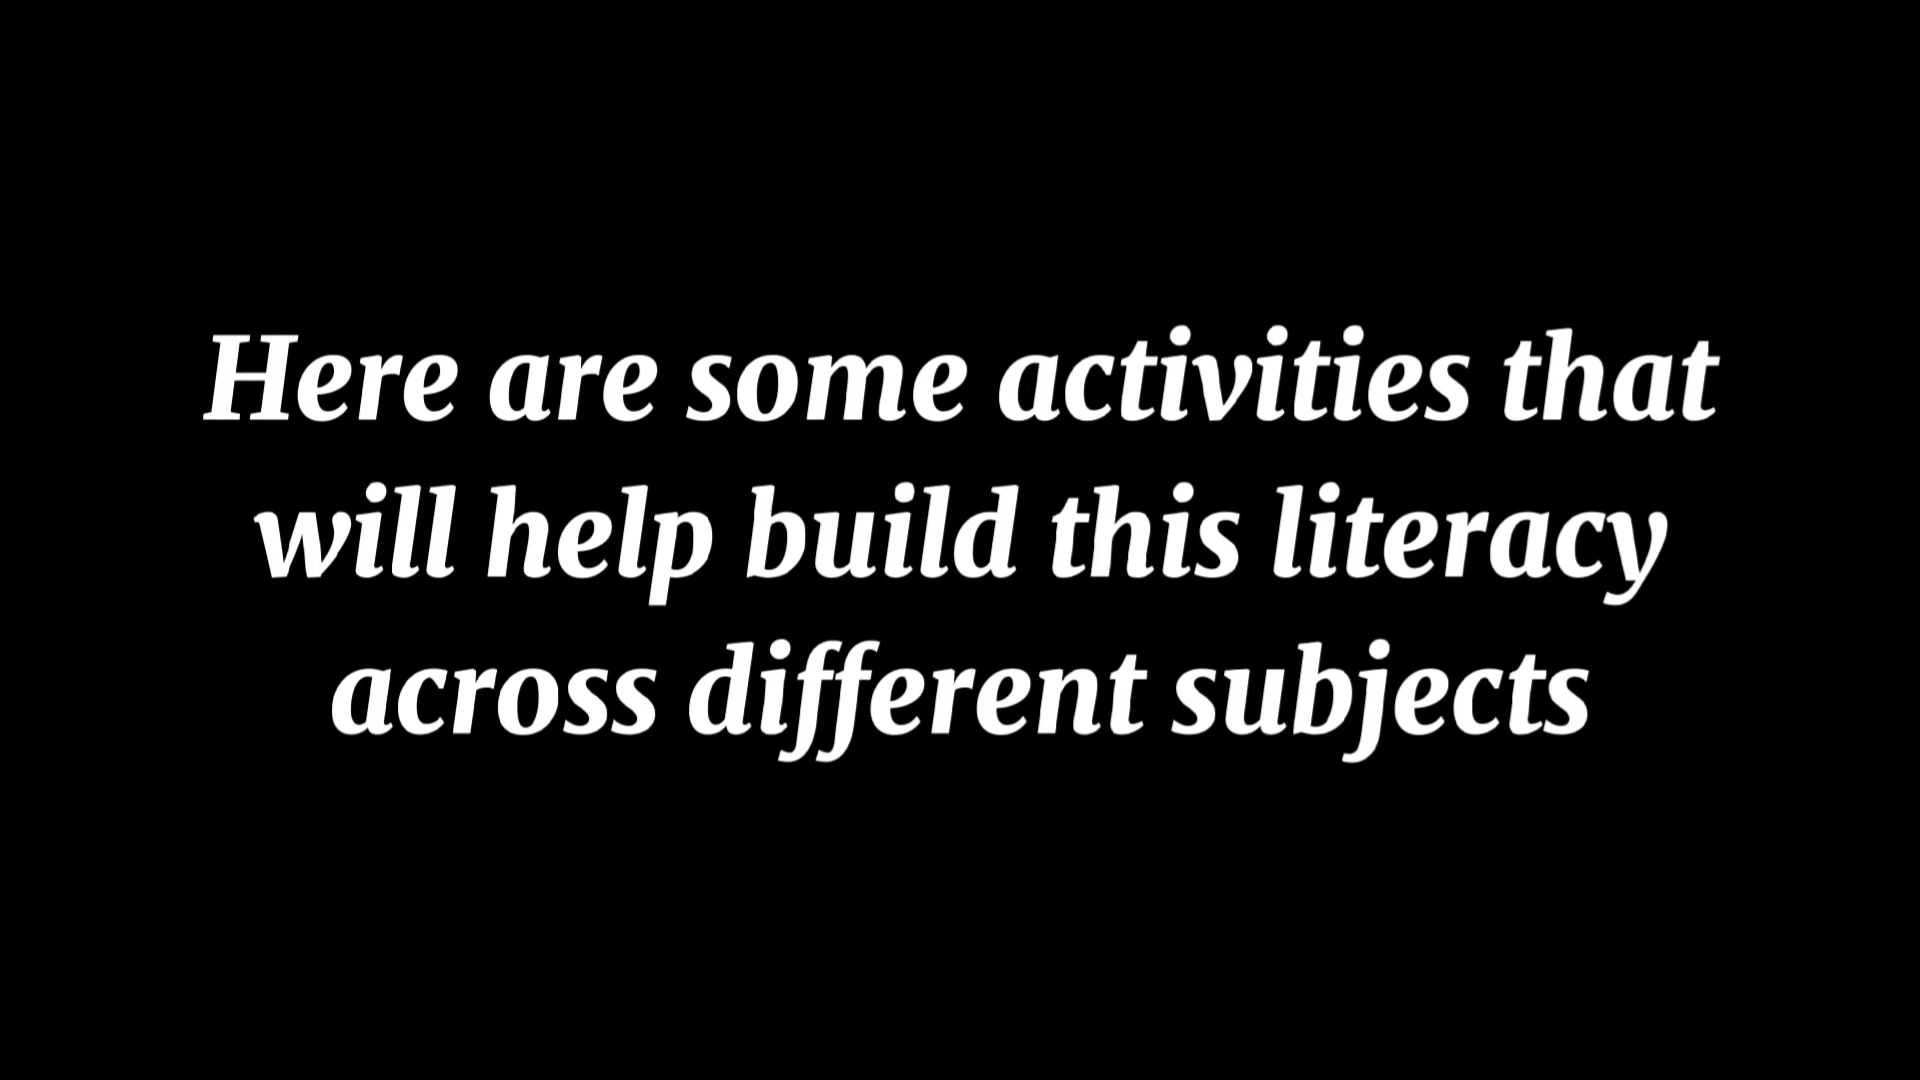 Here are some activities that
will help build this literacy
across different subjects